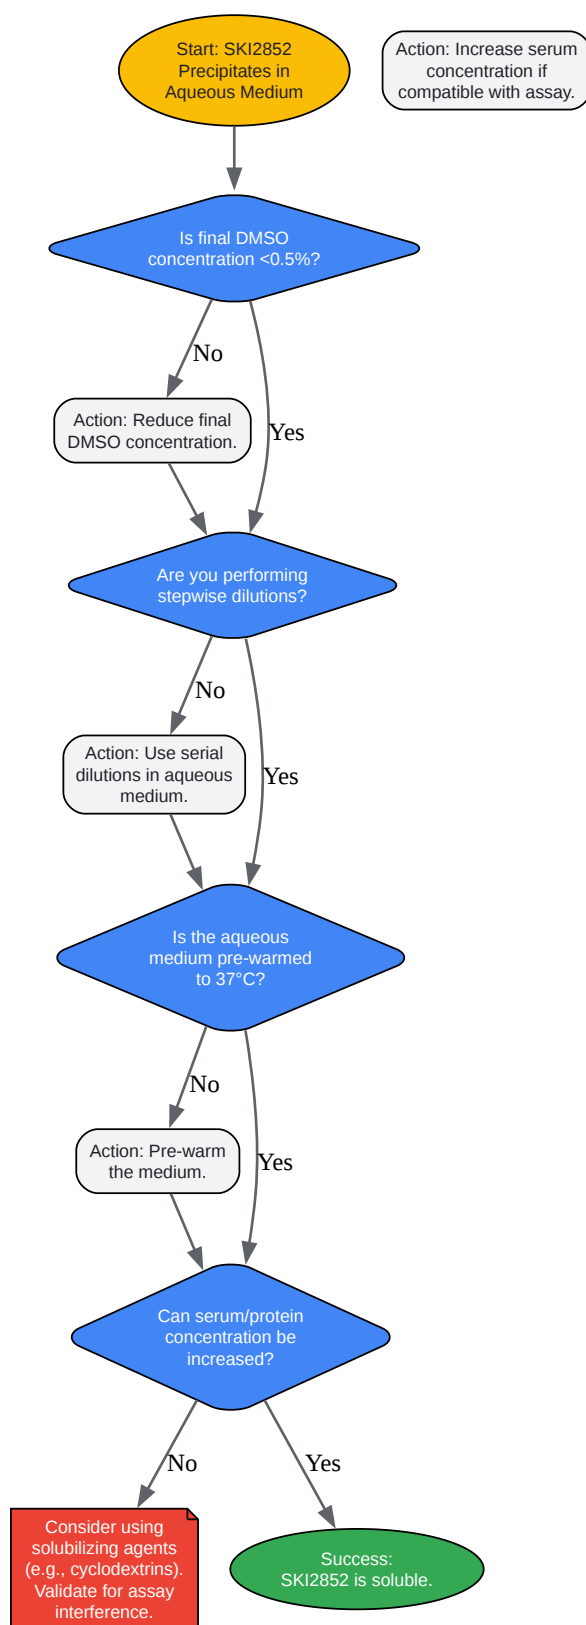 Start: SKI2852
Precipitates in
Aqueous Medium
Action: Increase serum
concentration if
compatible with assay.
Is final DMSO
concentration <0.5%?
No
Yes
Action: Reduce final
DMSO concentration.
Are you performing
stepwise dilutions?
No
Yes
Action: Use serial
dilutions in aqueous
medium.
Is the aqueous
medium pre-warmed
to 37°C?
No
Yes
Action: Pre-warm
the medium.
Can serum/protein
concentration be
increased?
No
Yes
Consider using
solubilizing agents
(e.g., cyclodextrins).
Validate for assay
interference.
Success:
SKI2852 is soluble.